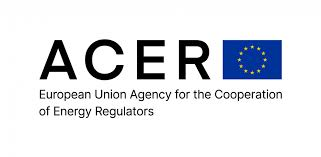 ACER
European Union Agency for the Cooperation
of Energy Regulators